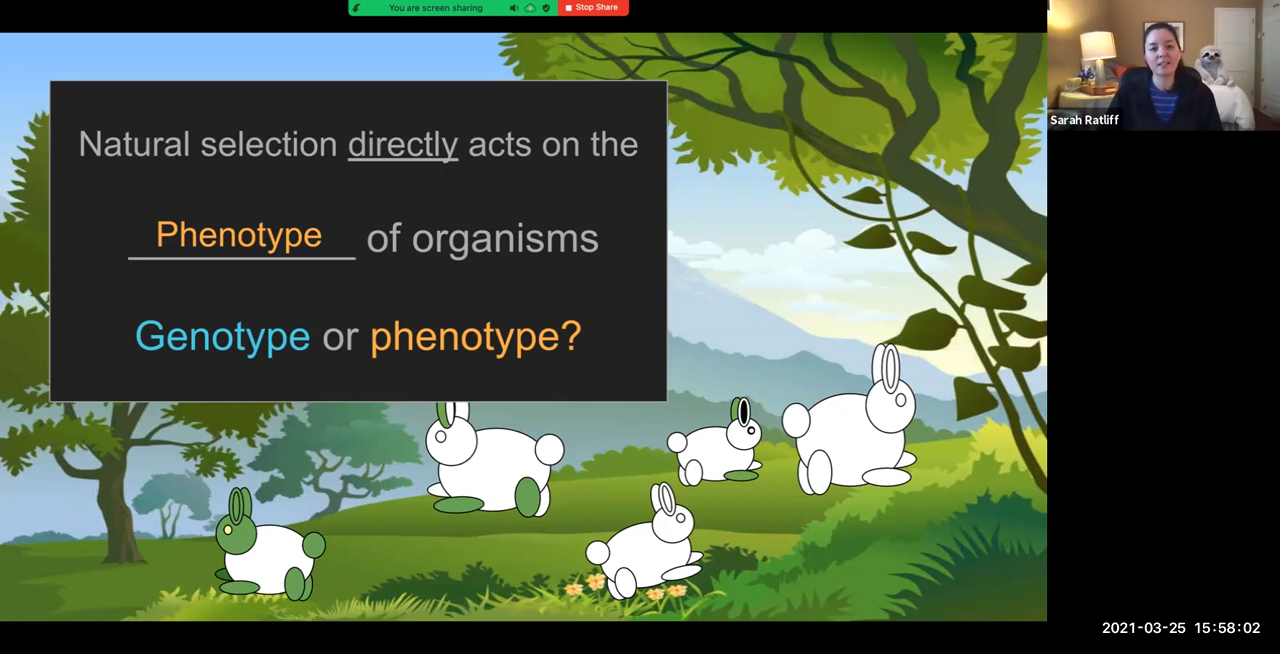 You are screen sharing
Stop Share
Natural selection directly acts on the
Phenotype of organisms
Genotype or phenotype?
Sarah Ratliff
2021-03-25 15:58:02